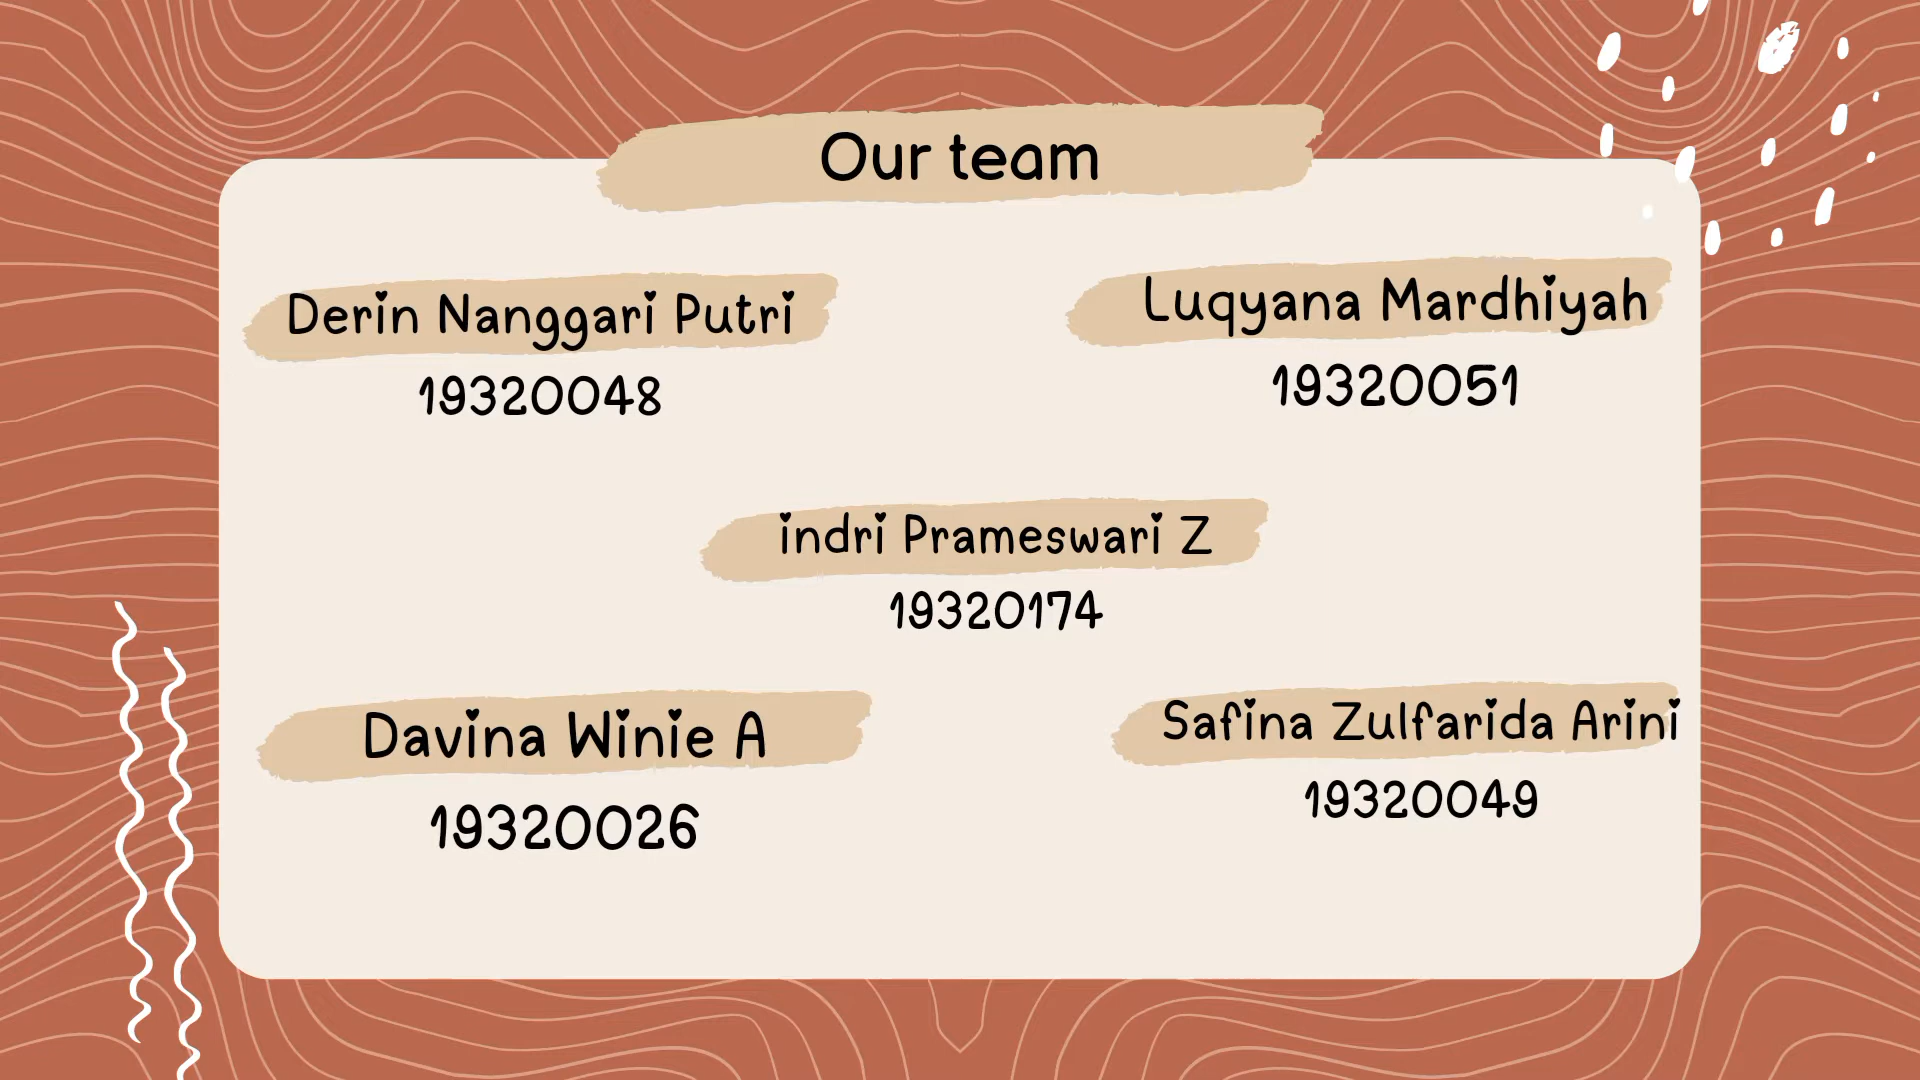 Our team
Derin Nanggari Putri
19320048
Luqyana Mardhiyah
19320051
indri Prameswari Z
19320174
Davina Winie A
19320026
Safina Zulfarida Arini
19320049